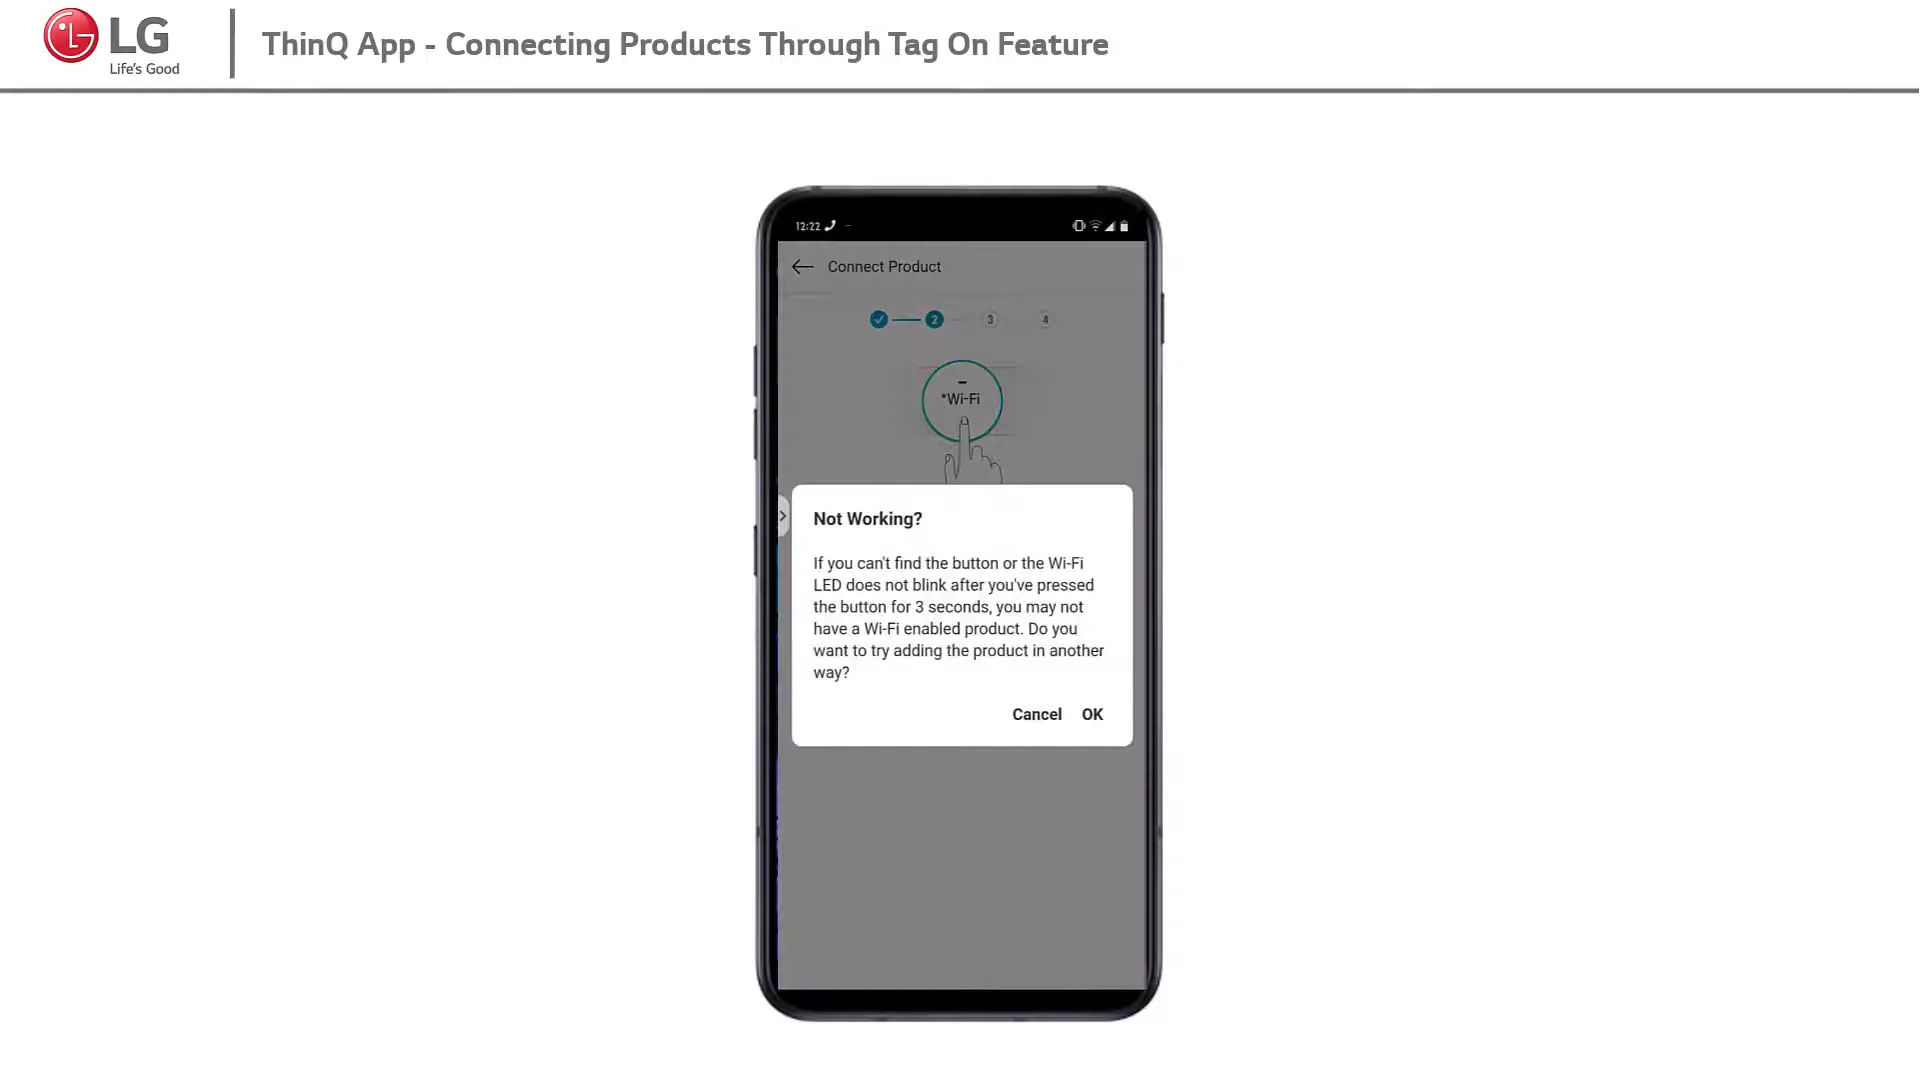 LG
Life's Good
ThinQ App - Connecting Products Through Tag On Feature
12:22
Connect Product
2
3
4
*Wi-Fi
Not Working?
If you can't find the button or the Wi-Fi
LED does not blink after you've pressed
the button for 3 seconds, you may not
have a Wi-Fi enabled product. Do you
want to try adding the product in another
way?
Cancel OK